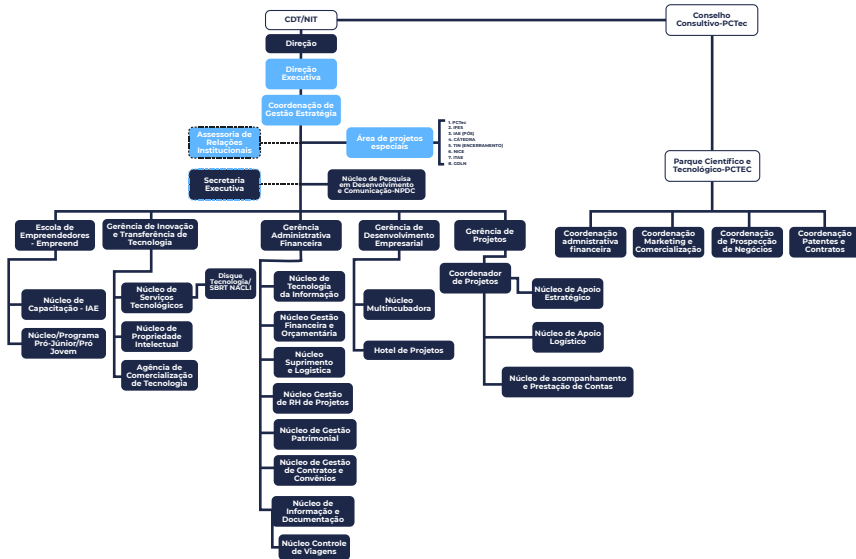 CDT/NIT
Conselho
Consultivo-PCTec
Direção
Direção
Executiva
Coordenação de
Gestão Estratégia
Assessoria de
Relações
Institucionais
Área de projetos
especiais
1. PCTec
2. IFES
3. IAE (PÓS)
4. CÁTEDRA
5. TIN (ENCERRAMENTO)
6. NICE
7. ITAE
8. GOLN
Parque Científico e
Tecnológico-PCTEC
Secretaria
Executiva
Núcleo de Pesquisa
em Desenvolvimento
e Comunicação-NPDC
Escola de
Empreendedores
- Empreend
Gerência de Inovação
e Transferência de
Tecnologia
Gerência
Administrativa
Financeira
Gerência de
Desenvolvimento
Empresarial
Gerência de
Projetos
Coordenação
admnistrativa
financeira
Coordenação
Marketing e
Comercialização
Coordenação
de Prospecção
de Negócios
Coordenação
Patentes e
Contratos
Núcleo de
Capacitação - IAE
Núcleo/Programa
Pró-Júnior/Pró
Jovem
Núcleo de
Serviços
Tecnológicos
Disque
Tecnologia/
SBRT NACLI
Núcleo de
Propriedade
Intelectual
Agência de
Comercialização
de Tecnologia
Núcleo de
Tecnologia
da Informação
Núcleo Gestão
Financeira e
Orçamentária
Núcleo
Suprimento
e Logistica
Núcleo Gestão
de RH de Projetos
Núcleo de Gestão
Patrimonial
Núcleo de Gestão
de Contratos e
Convênios
Núcleo de
Informação e
Documentação
Núcleo Controle
de Viagens
Núcleo
Multincubadora
Hotel de Projetos
Coordenador
de Projetos
Núcleo de Apoio
Estratégico
Núcleo de Apoio
Logístico
Núcleo de acompanhamento
e Prestação de Contas